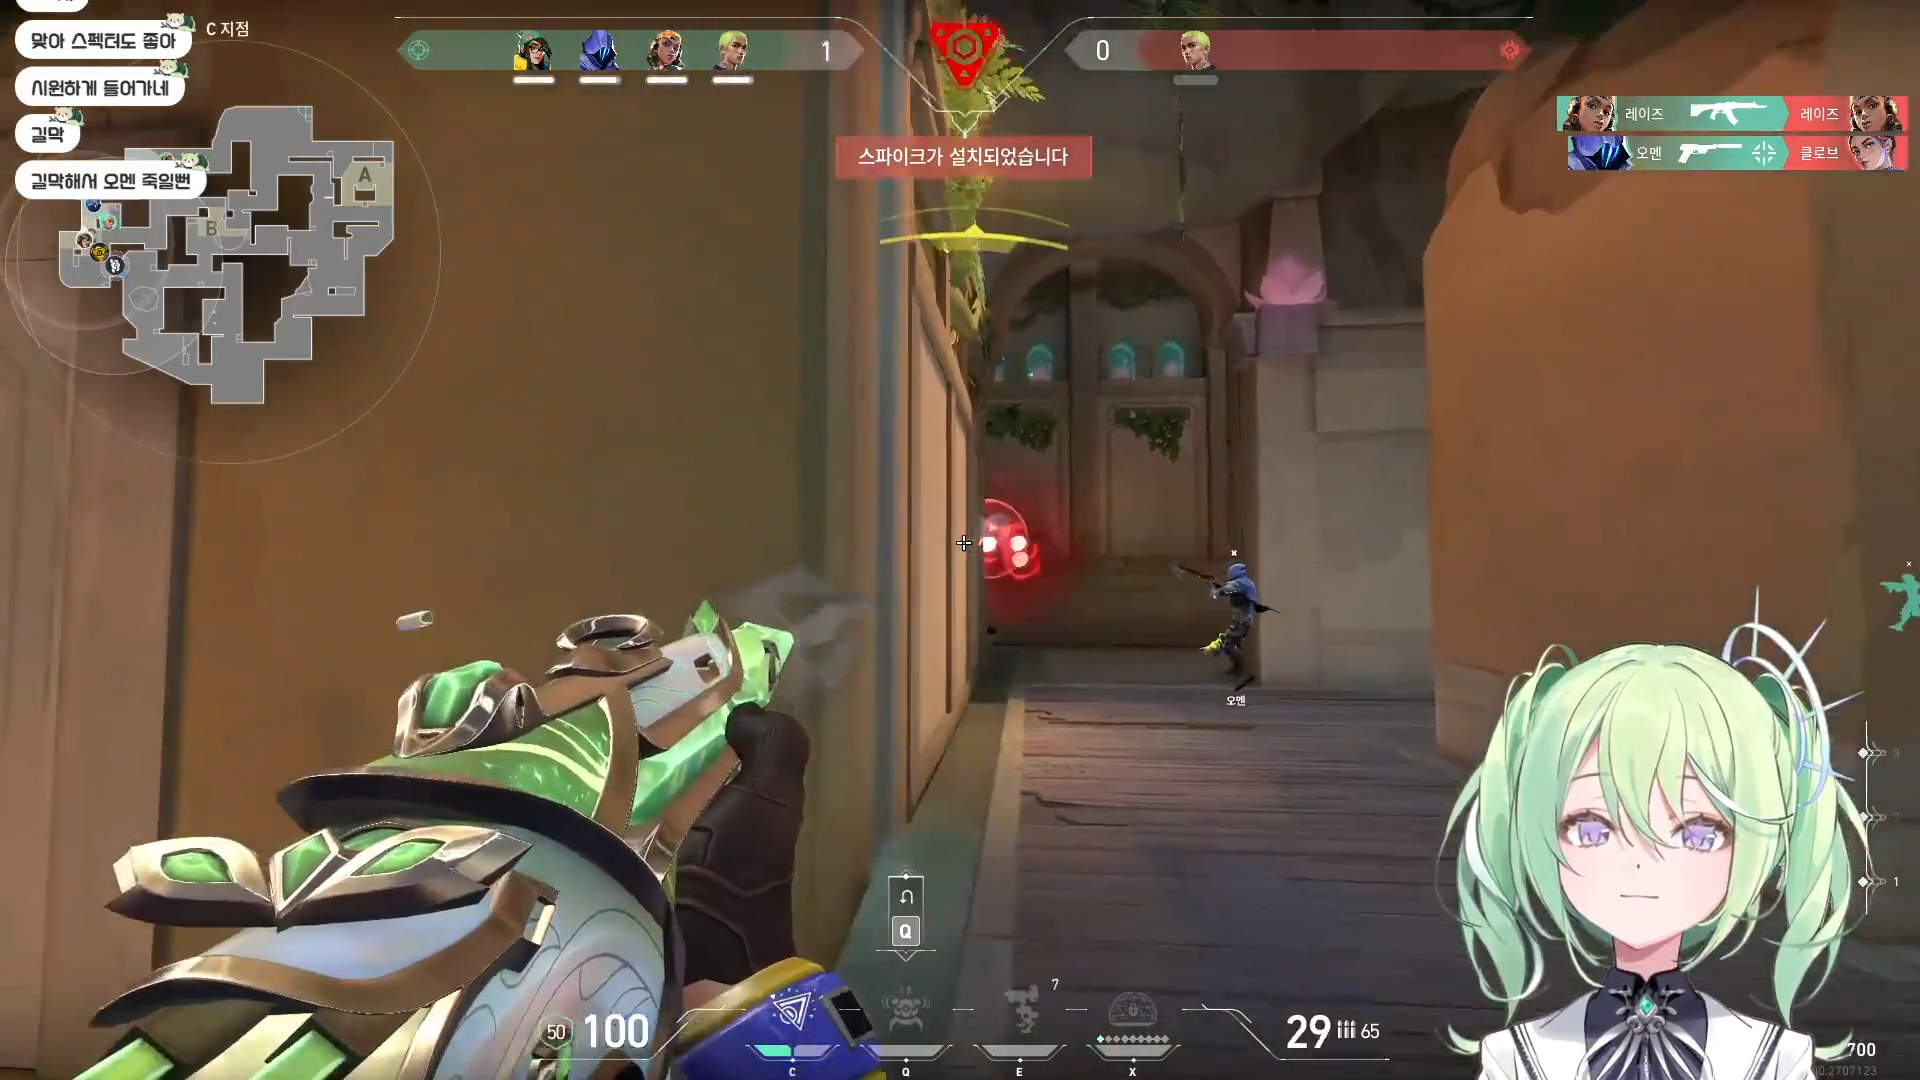 맞아 스펙터도 좋아
시원하게 들어가네
길막
길막해서 오멘 죽일뻔
C 지점
A
B
1
0
스파이크가 설치되었습니다
레이즈
레이즈
오멘
클로브
오멘
3
2
1
Q
7
50
100
29
65
C
Q
E
X
700